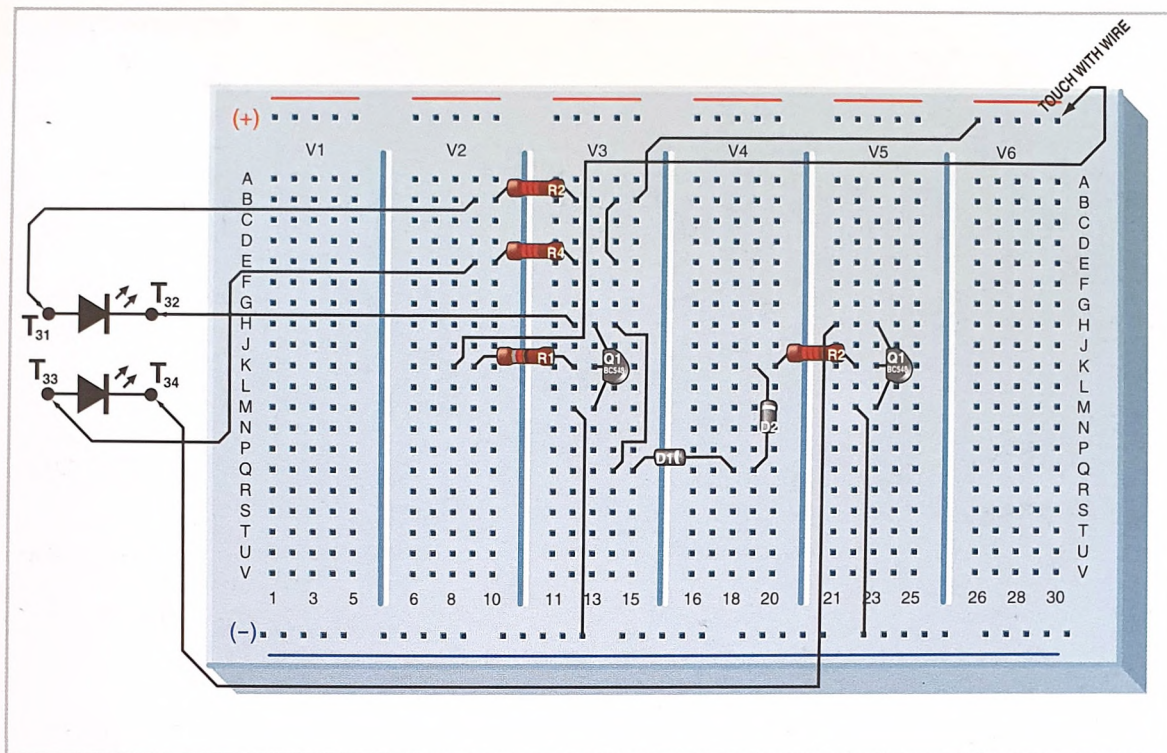 TOUCH WITH WIRE
(+)
V1 V2 V3 V4 V5 V6
A R2 A
B B
C C
D D
E R4 E
F F
G G
T31 T32
H H
J J
K R1 Q1 BC548 R2 Q1 BC548 K
T33 T34
L L
M M
N D2 N
P P
Q D1 Q
R R
S S
T T
U U
V V
1 3 5 6 8 10 11 13 15 16 18 20 21 23 25 26 28 30
(-)